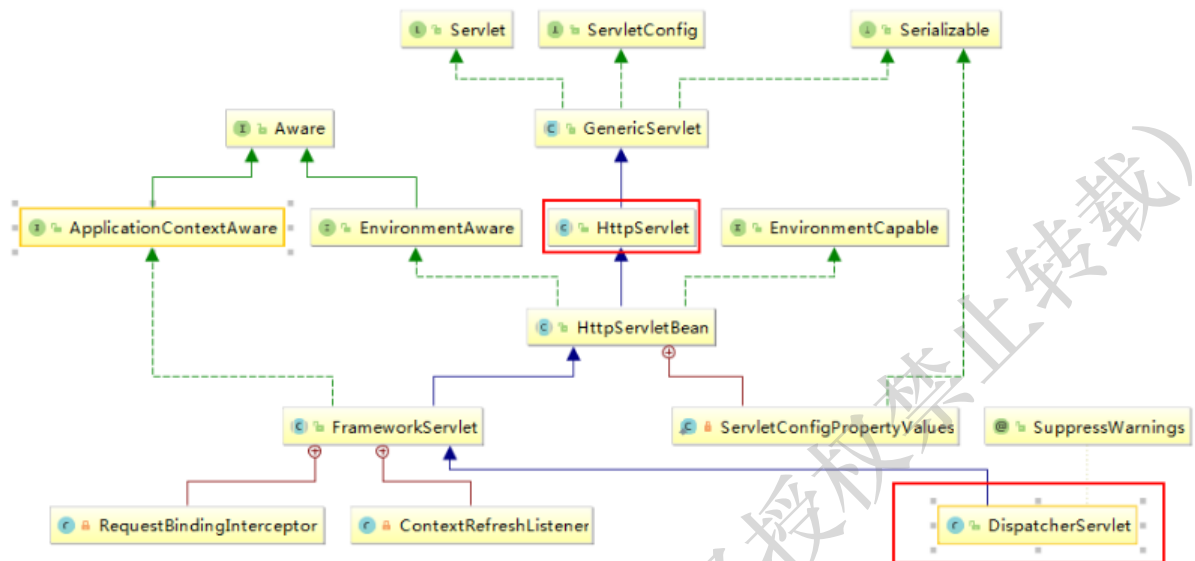 Servlet
ServletConfig
Serializable
Aware
GenericServlet
ApplicationContextAware
EnvironmentAware
HttpServlet
EnvironmentCapable
HttpServletBean
FrameworkServlet
ServletConfigPropertyValues
SuppressWarnings
RequestBindingInterceptor
ContextRefreshListener
DispatcherServlet
授权禁止转载）